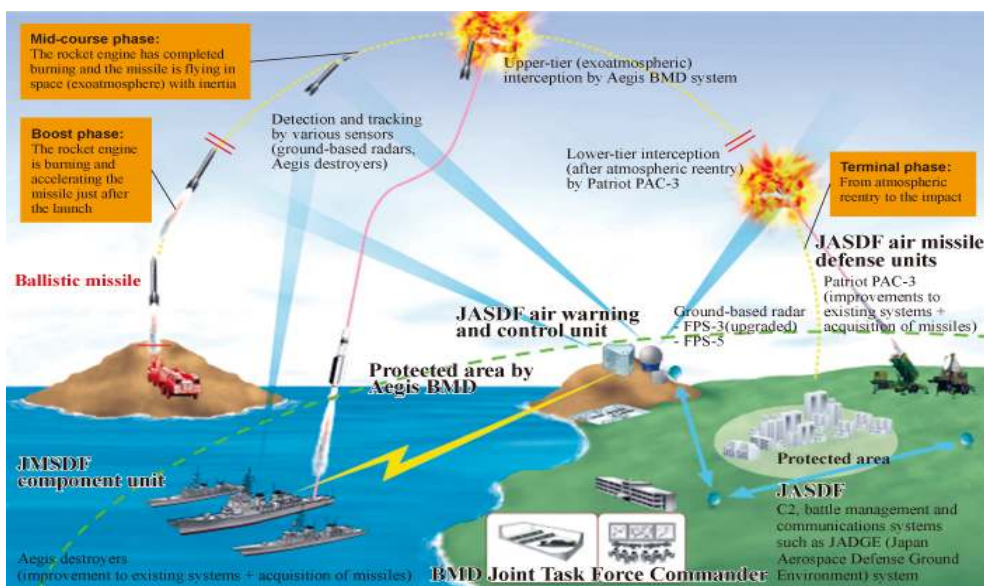 Mid-course phase:
The rocket engine has completed
burning and the missile is flying in
space (exoatmosphere) with inertia
Upper-tier (exoatmospheric)
interception by Aegis BMD system
Boost phase:
The rocket engine
is burning and
accelerating the
missile just after
the launch
Detection and tracking
by various sensors
(ground-based radars,
Aegis destroyers)
Lower-tier interception
(after atmospheric reentry)
by Patriot PAC-3
Terminal phase:
From atmospheric
reentry to the impact
JASDF air missile
defense units
Patriot PAC-3
(improvements to
existing systems +
acquisition of missiles)
Ballistic missile
JASDF air warning
and control unit
Ground-based radar
- FPS-3(upgraded)
- FPS-5
Protected area by
Aegis BMD
JMSDF
component unit
Protected area
JASDF
C2, battle management and
communications systems
such as JADGE (Japan
Aerospace Defense Ground
Environment) system
Aegis destroyers
(improvement to existing systems + acquisition of missiles)
BMD Joint Task Force Commander